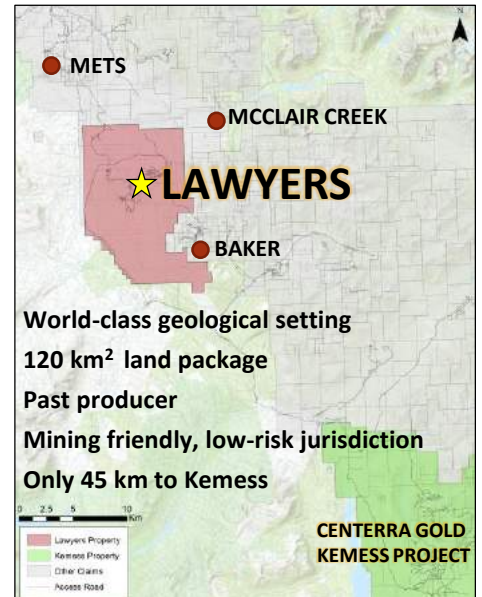 N
METS
MCCLAIR CREEK
LAWYERS
BAKER
World-class geological setting
120 km² land package
Past producer
Mining friendly, low-risk jurisdiction
Only 45 km to Kemess
0 2.5 5 10
Km
Lawyers Property
Kemess Property
Other Claims
Access Road
CENTERRA GOLD
KEMESS PROJECT